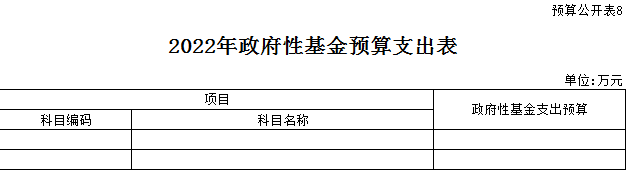 预算公开表8
2022年政府性基金预算支出表
单位:万元
项目
政府性基金支出预算
科目编码 科目名称